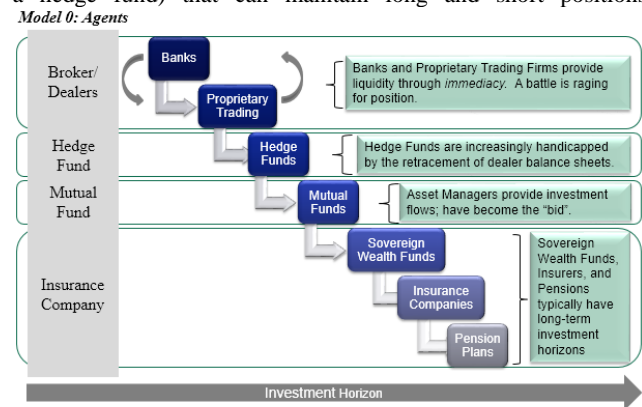 a hedge fund) that can maintain long and short positions
Model 0: Agents
Broker/
Dealers
Banks
Proprietary
Trading
Banks and Proprietary Trading Firms provide
liquidity through immediacy. A battle is raging
for position.
Hedge
Fund
Hedge
Funds
Hedge Funds are increasingly handicapped
by the retracement of dealer balance sheets.
Mutual
Fund
Mutual
Funds
Asset Managers provide investment
flows; have become the “bid”.
Insurance
Company
Sovereign
Wealth Funds
Insurance
Companies
Pension
Plans
Sovereign
Wealth Funds,
Insurers, and
Pensions
typically have
long-term
investment
horizons
Investment Horizon